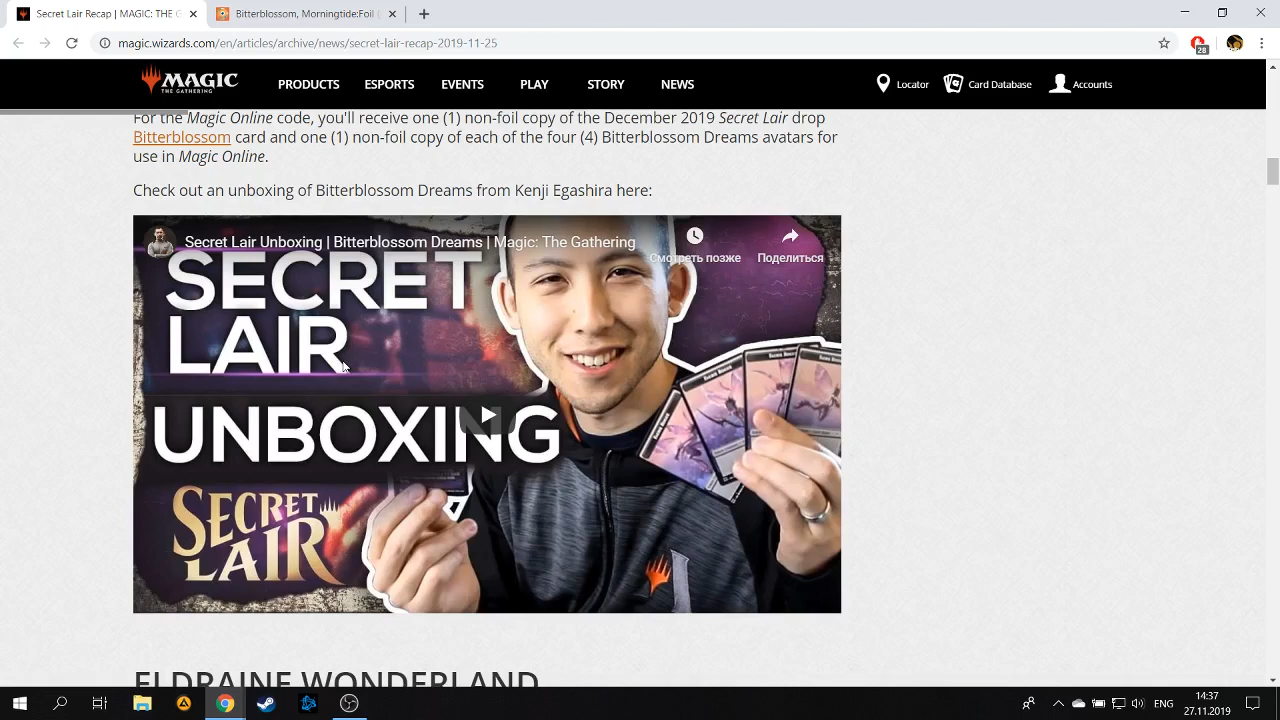 Secret Lair Recap | MAGIC: THE G
Bitterblossom, Morningtide:Foil
magic.wizards.com/en/articles/archive/news/secret-lair-recap-2019-11-25
28
MAGIC
THE GATHERING
PRODUCTS
ESPORTS
EVENTS
PLAY
STORY
NEWS
Locator
Card Database
Accounts
For the Magic Online code, you'll receive one (1) non-foil copy of the December 2019 Secret Lair drop
Bitterblossom card and one (1) non-foil copy of each of the four (4) Bitterblossom Dreams avatars for
use in Magic Online.
Check out an unboxing of Bitterblossom Dreams from Kenji Egashira here:
Secret Lair Unboxing | Bitterblossom Dreams | Magic: The Gathering
Смотреть позже
Поделиться
SECRET
LAIR
UNBOXING
SECRET
LAIR
ELDRAINE WONDERLAND
ENG
14:37
27.11.2019